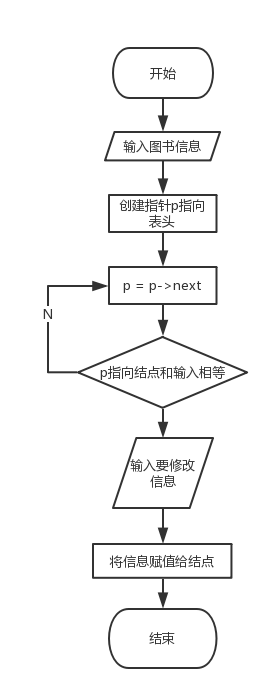 开始
输入图书信息
创建指针p指向
表头
p = p->next
N
p指向结点和输入相等
输入要修改
信息
将信息赋值给结点
结束